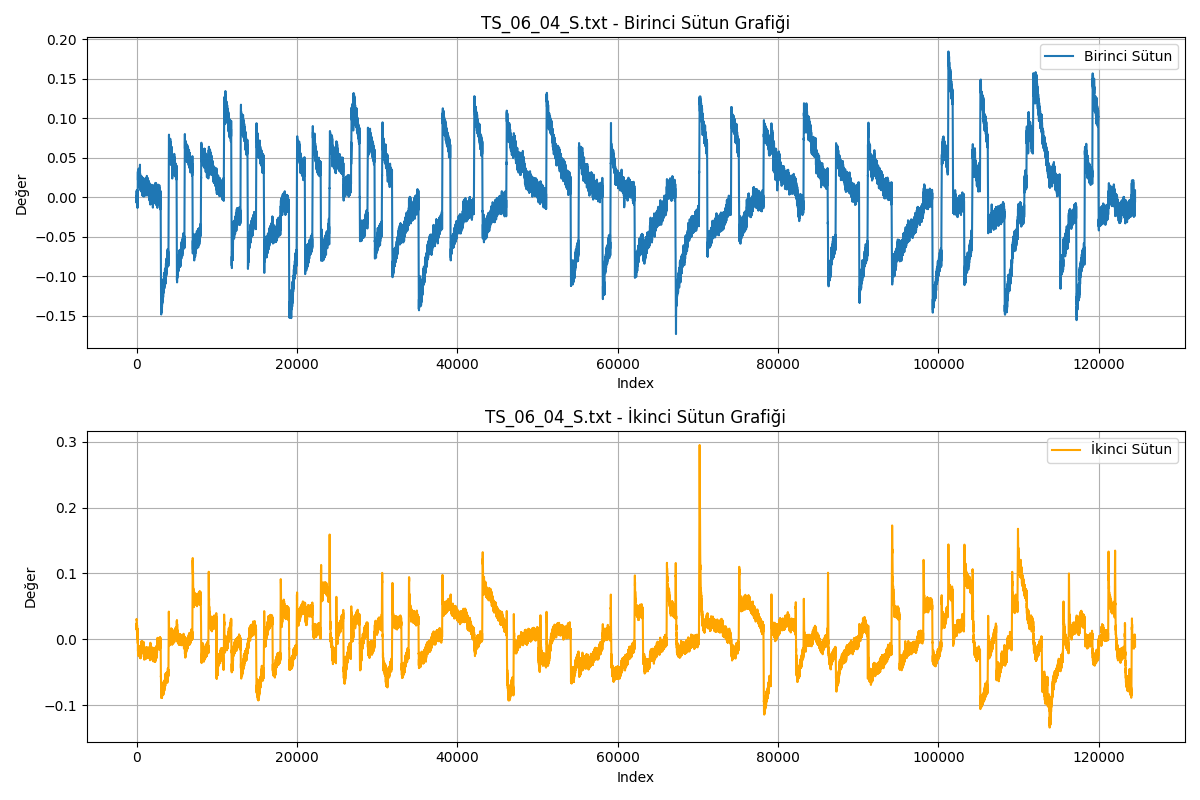 TS_06_04_S.txt - Birinci Sütun Grafiği
0.20
0.15
0.10
0.05
0.00
−0.05
−0.10
−0.15
Değer
Birinci Sütun
0 20000 40000 60000 80000 100000 120000
Index
TS_06_04_S.txt - İkinci Sütun Grafiği
0.3
0.2
0.1
0.0
−0.1
Değer
İkinci Sütun
0 20000 40000 60000 80000 100000 120000
Index